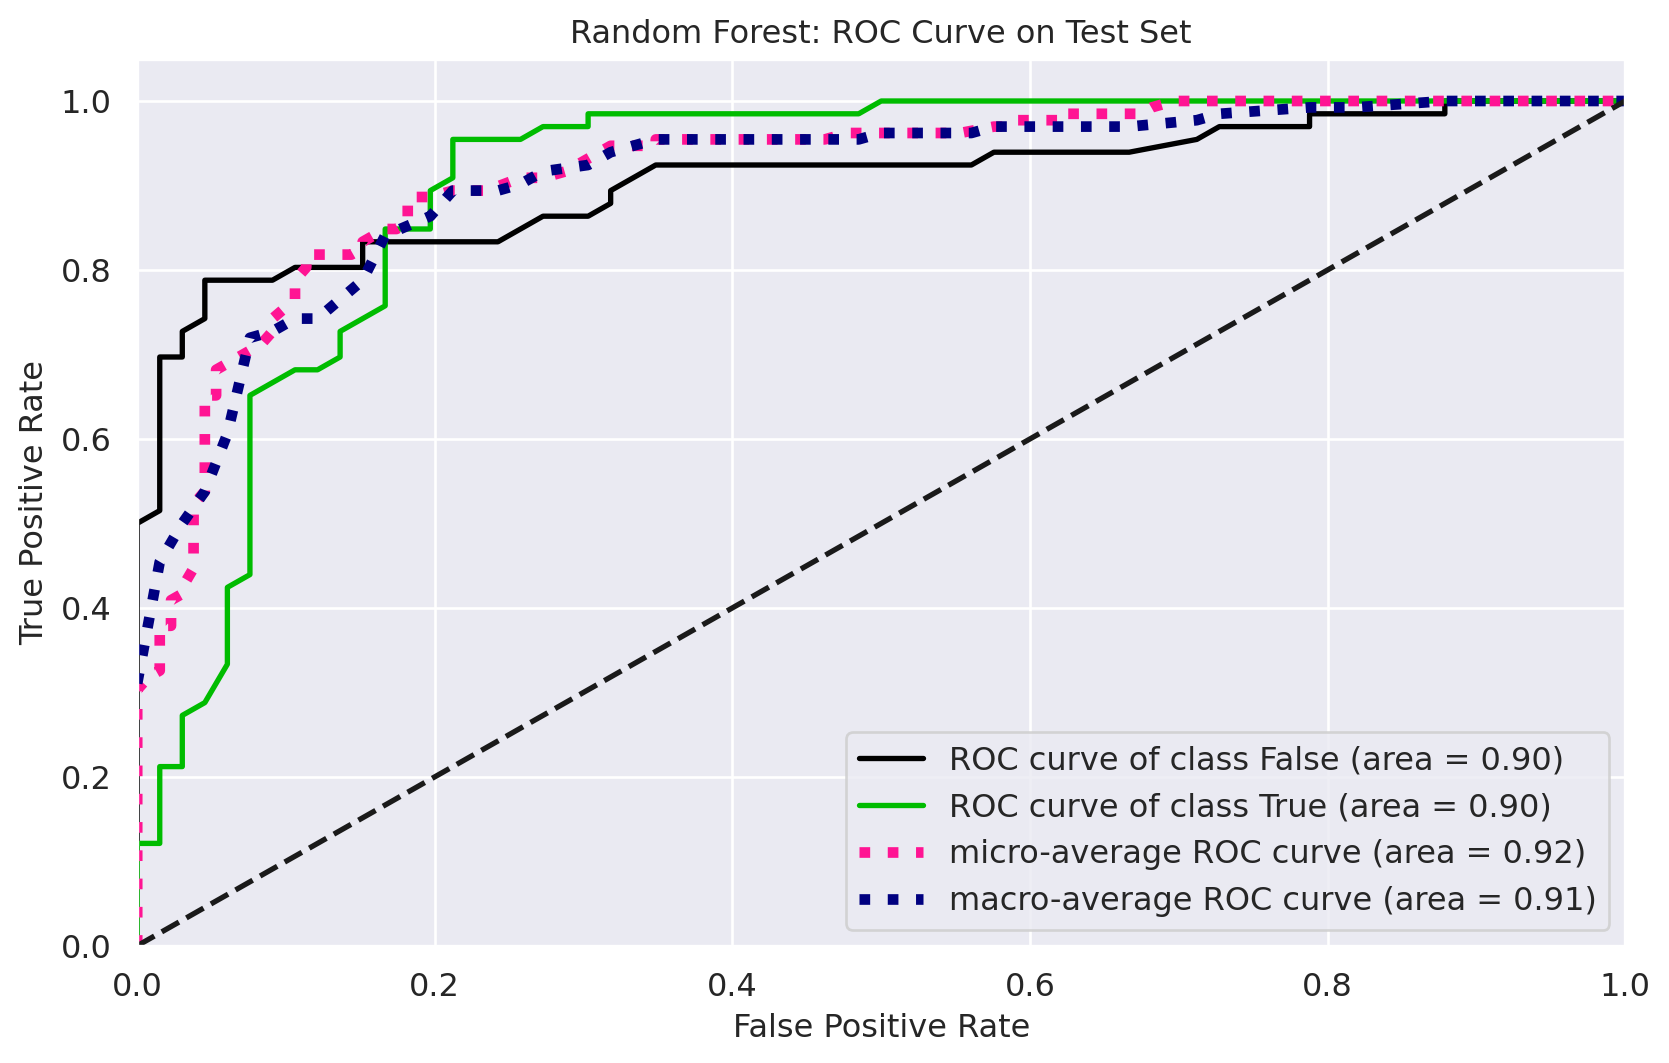 Random Forest: ROC Curve on Test Set
True Positive Rate
1.0
0.8
0.6
0.4
0.2
0.0
ROC curve of class False (area = 0.90)
ROC curve of class True (area = 0.90)
micro-average ROC curve (area = 0.92)
macro-average ROC curve (area = 0.91)
0.0 0.2 0.4 0.6 0.8 1.0
False Positive Rate